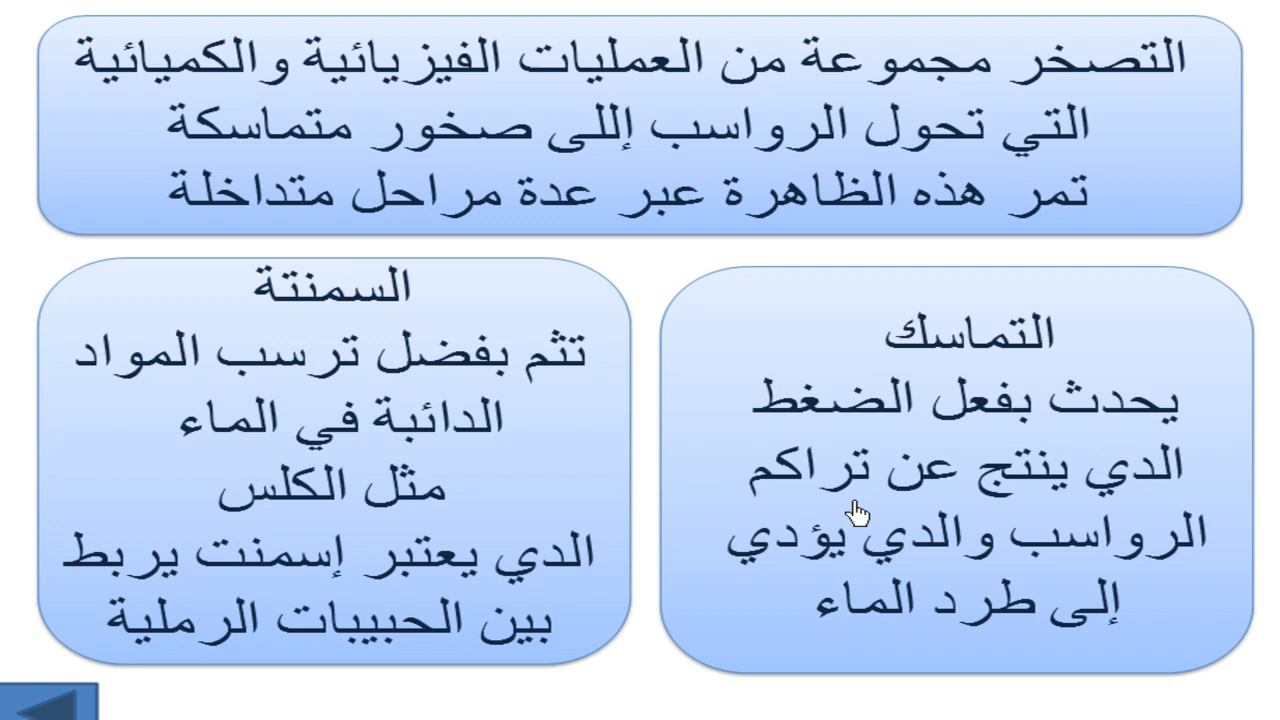 التصخر مجموعة من العمليات الفيزيائية والكميائية
التي تحول الرواسب إللى صخور متماسكة
تمر هذه الظاهرة عبر عدة مراحل متداخلة
التماسك
يحدث بفعل الضغط
الدي ينتج عن تراكم
الرواسب والدي يؤدي
إلى طرد الماء
السمنتة
تثم بفضل ترسب المواد
الدائبة في الماء
مثل الكلس
الدي يعتبر إسمنت يربط
بين الحبيبات الرملية